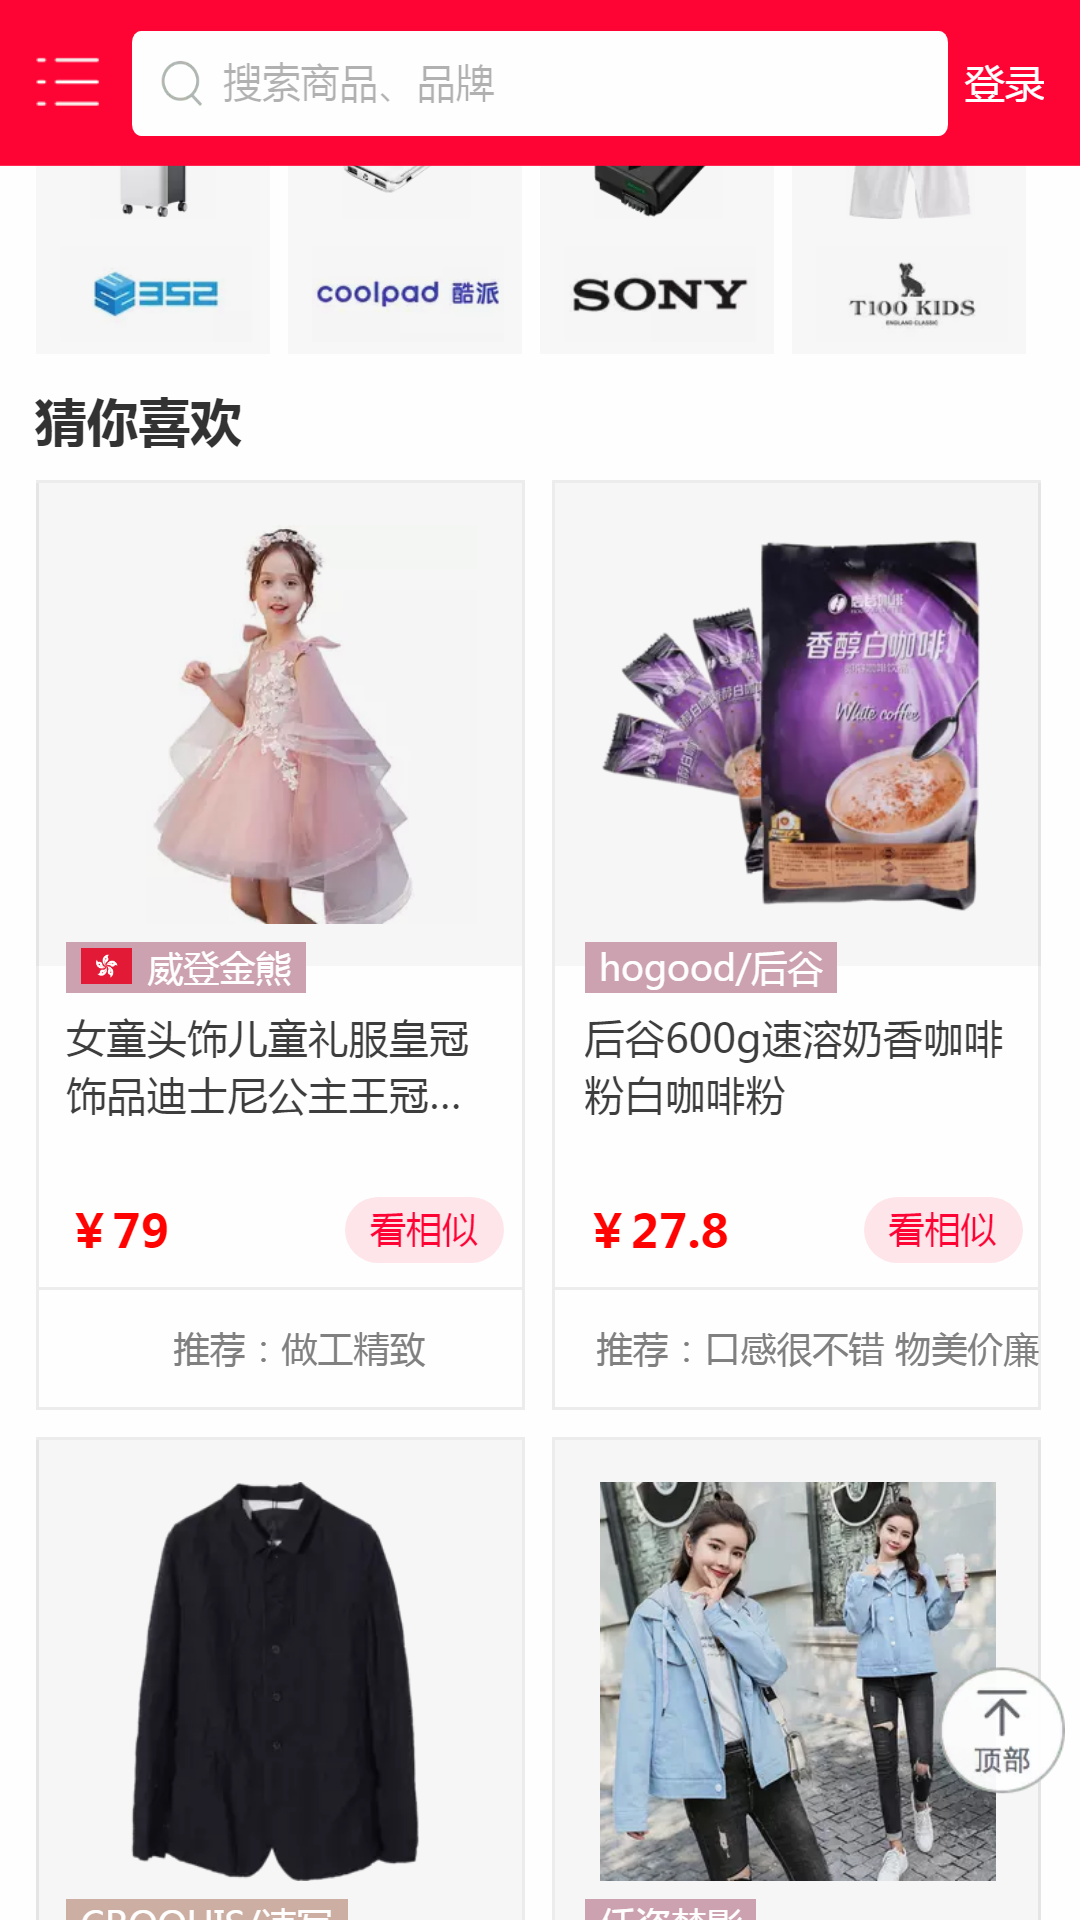 搜索商品、品牌
登录
352
coolpad 酷派
SONY
T100 KIDS
ENGLAND CLASSIC
猜你喜欢
香醇白咖啡
White coffee
威登金熊
hogood/后谷
女童头饰儿童礼服皇冠
饰品迪士尼公主王冠...
后谷600g速溶奶香咖啡
粉白咖啡粉
¥79
看相似
¥27.8
看相似
推荐：做工精致
推荐：口感很不错 物美价廉
顶部
CROQUIS/速写